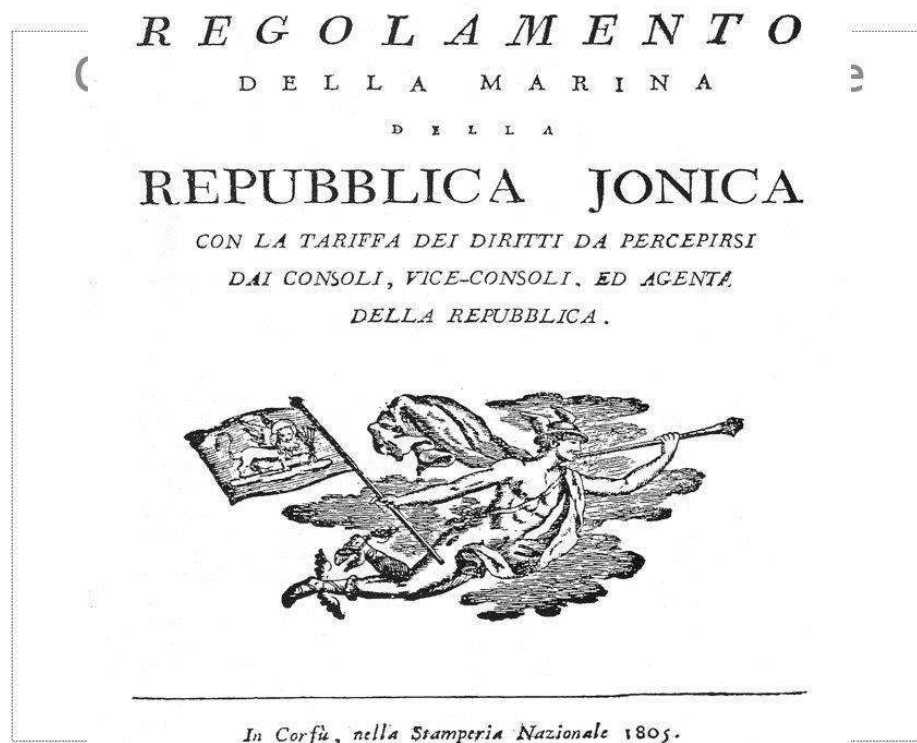 REGOLAMENTO
DELLA MARINA
DELLA
REPUBBLICA JONICA
CON LA TARIFFA DEI DIRITTI DA PERCEPIRSI
DAI CONSOLI, VICE-CONSOLI. ED AGENTI
DELLA REPUBBLICA.
In Corfù, nella Stamperia Nazionale 1805.